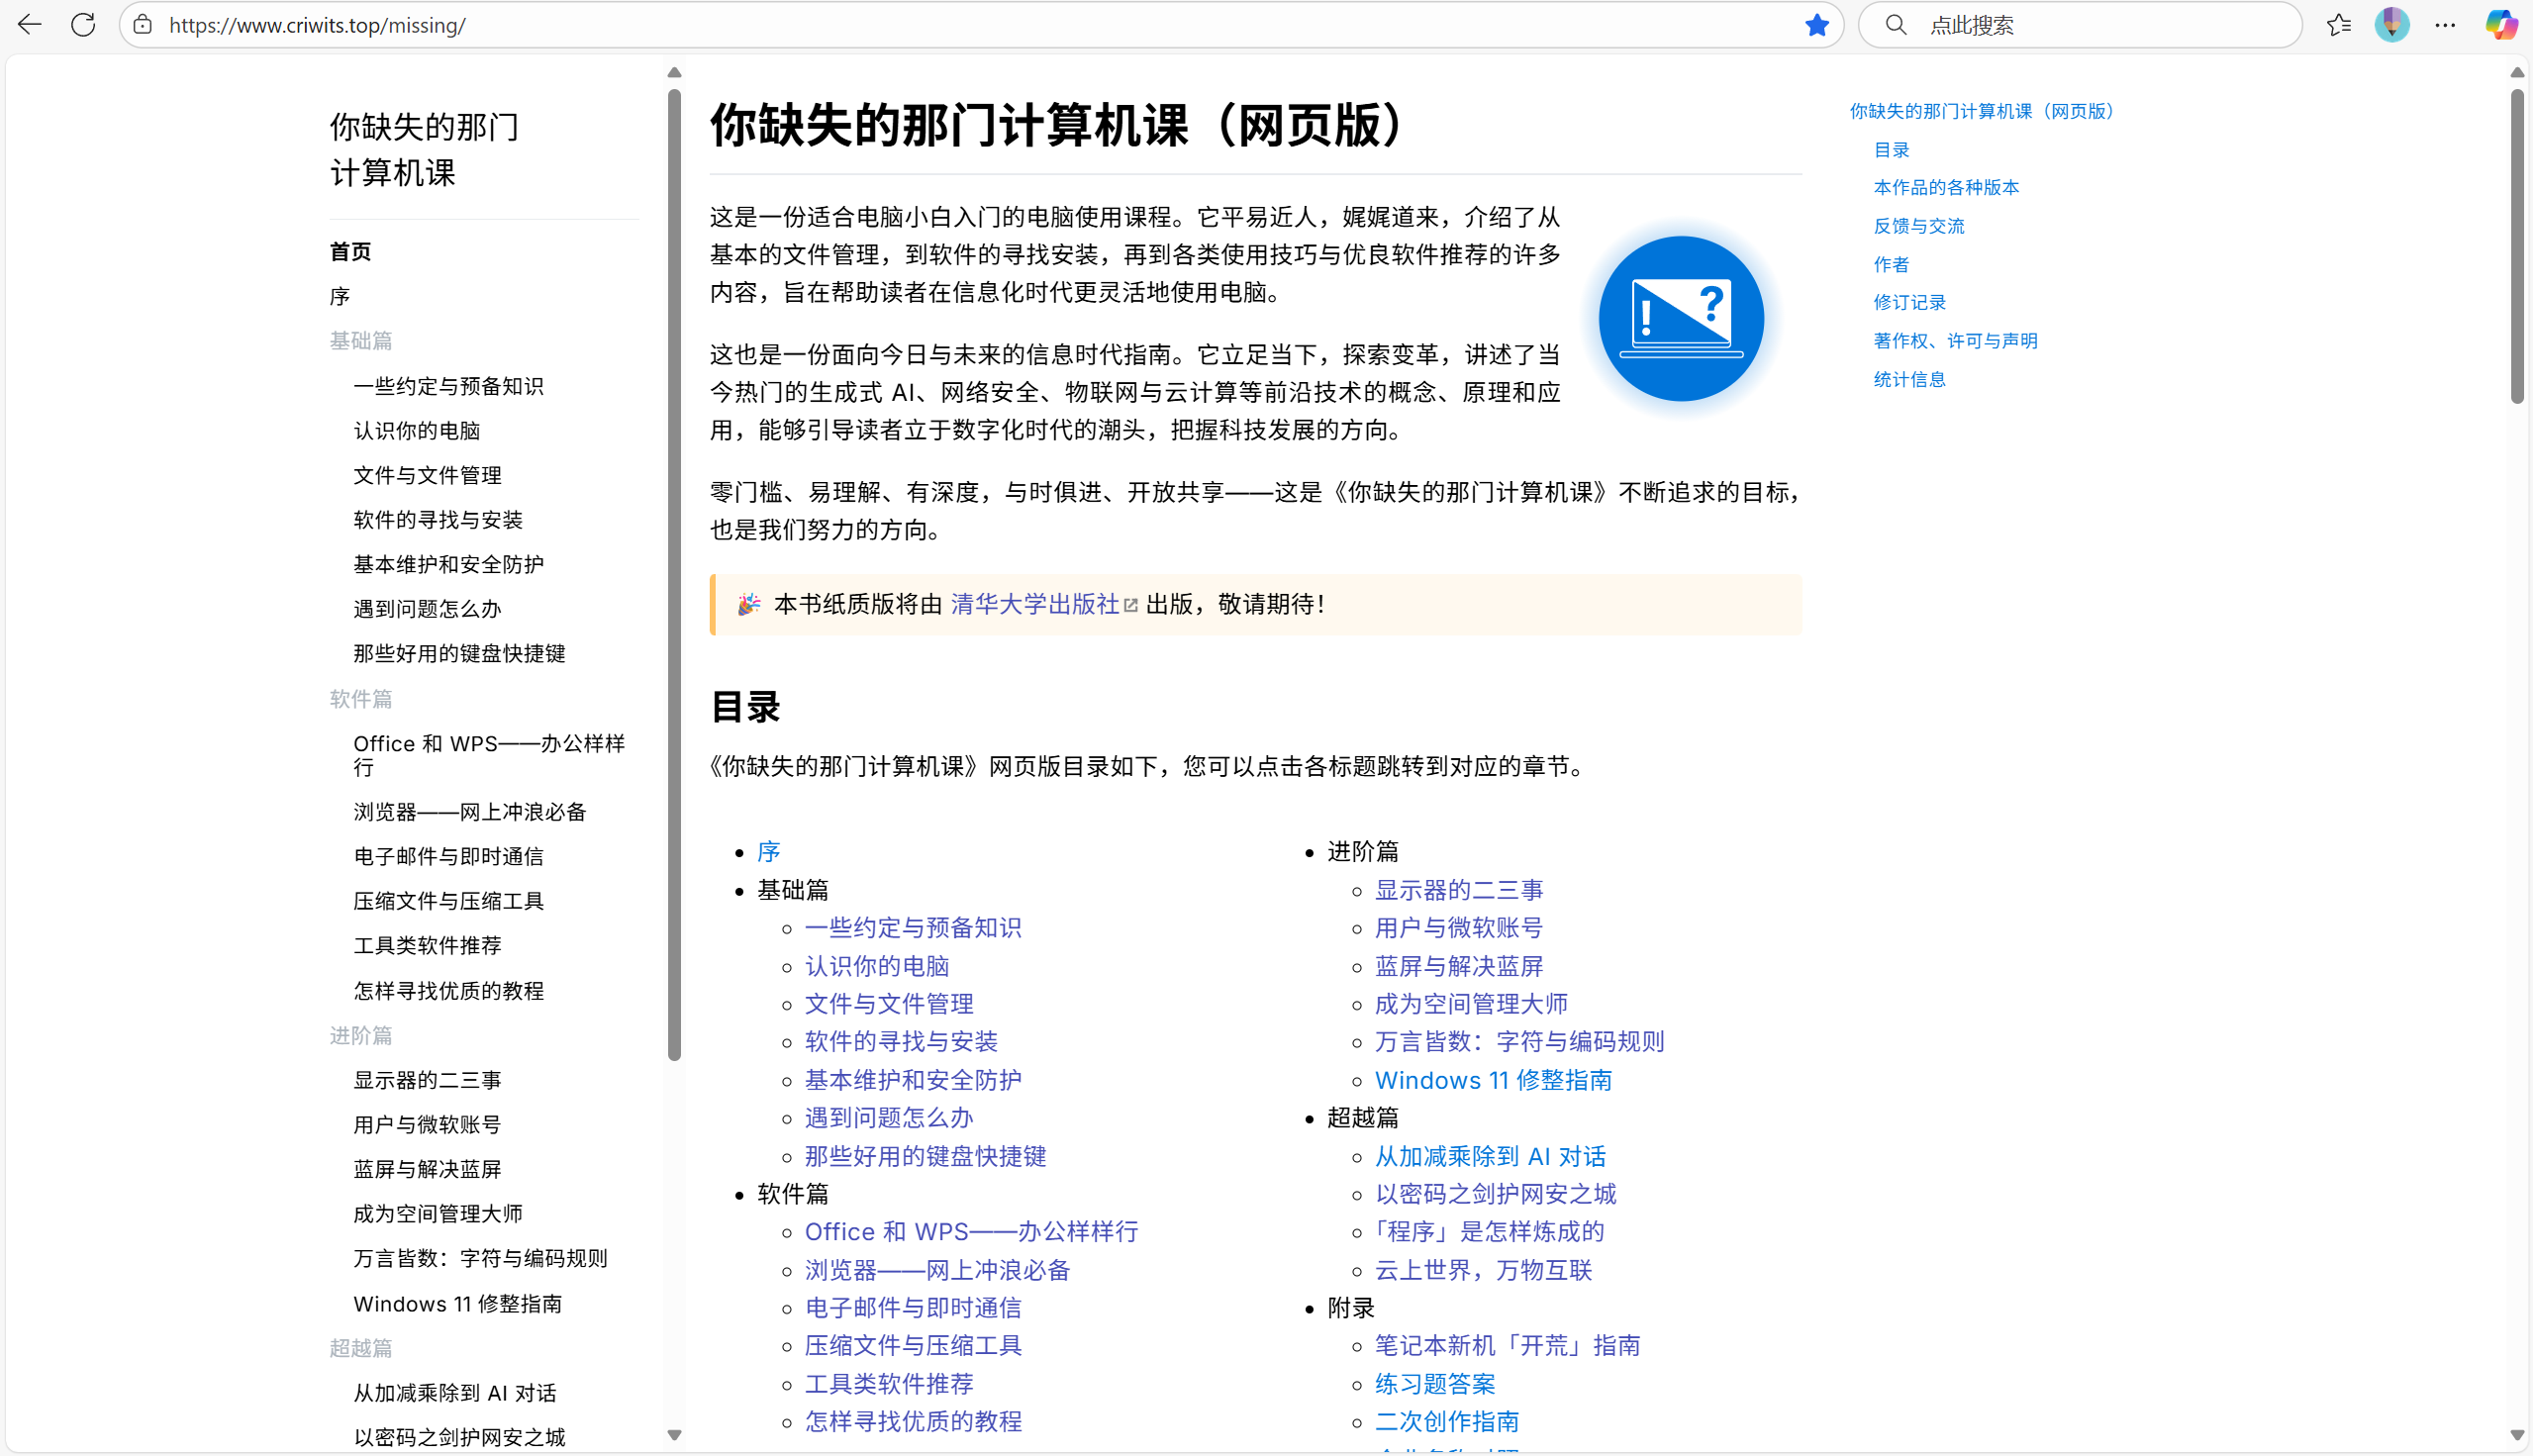 https://www.criwits.top/missing/
点此搜索
你缺失的那门
计算机课
首页
序
基础篇
一些约定与预备知识
认识你的电脑
文件与文件管理
软件的寻找与安装
基本维护和安全防护
遇到问题怎么办
那些好用的键盘快捷键
软件篇
Office 和 WPS——办公样样
行
浏览器——网上冲浪必备
电子邮件与即时通信
压缩文件与压缩工具
工具类软件推荐
怎样寻找优质的教程
进阶篇
显示器的二三事
用户与微软账号
蓝屏与解决蓝屏
成为空间管理大师
万言皆数：字符与编码规则
Windows 11 修整指南
超越篇
从加减乘除到 AI 对话
以密码之剑护网安之城
你缺失的那门计算机课（网页版）
这是一份适合电脑小白入门的电脑使用课程。它平易近人，娓娓道来，介绍了从
基本的文件管理，到软件的寻找安装，再到各类使用技巧与优良软件推荐的许多
内容，旨在帮助读者在信息化时代更灵活地使用电脑。
这也是一份面向今日与未来的信息时代指南。它立足当下，探索变革，讲述了当
今热门的生成式 AI、网络安全、物联网与云计算等前沿技术的概念、原理和应
用，能够引导读者立于数字化时代的潮头，把握科技发展的方向。
! ?
零门槛、易理解、有深度，与时俱进、开放共享——这是《你缺失的那门计算机课》不断追求的目标，
也是我们努力的方向。
🎉 本书纸质版将由 清华大学出版社 出版，敬请期待！
目录
《你缺失的那门计算机课》网页版目录如下，您可以点击各标题跳转到对应的章节。
序
基础篇
一些约定与预备知识
认识你的电脑
文件与文件管理
软件的寻找与安装
基本维护和安全防护
遇到问题怎么办
那些好用的键盘快捷键
软件篇
Office 和 WPS——办公样样行
浏览器——网上冲浪必备
电子邮件与即时通信
压缩文件与压缩工具
工具类软件推荐
怎样寻找优质的教程
进阶篇
显示器的二三事
用户与微软账号
蓝屏与解决蓝屏
成为空间管理大师
万言皆数：字符与编码规则
Windows 11 修整指南
超越篇
从加减乘除到 AI 对话
以密码之剑护网安之城
「程序」是怎样炼成的
云上世界，万物互联
附录
笔记本新机「开荒」指南
练习题答案
二次创作指南
你缺失的那门计算机课（网页版）
目录
本作品的各种版本
反馈与交流
作者
修订记录
著作权、许可与声明
统计信息